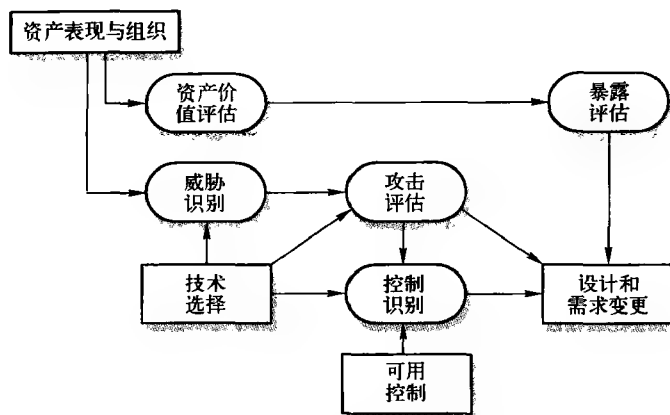 资产表现与组织
资产价
值评估
暴露
评估
威胁
识别
攻击
评估
技术
选择
控制
识别
设计和
需求变更
可用
控制